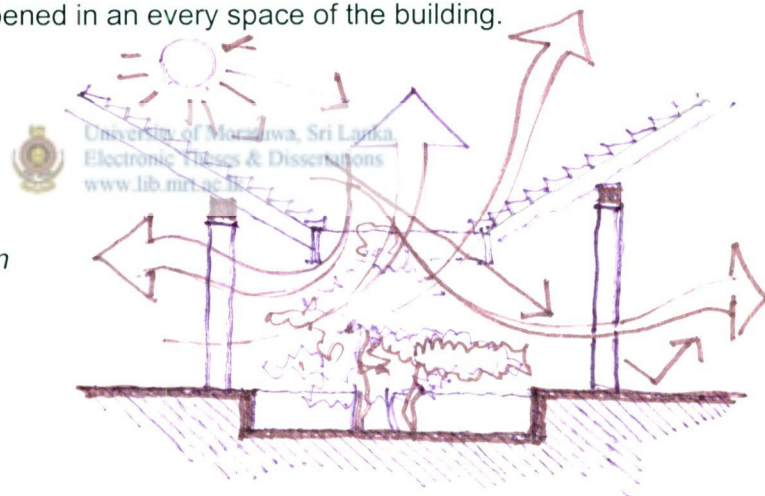 ened in an every space of the building.
University of Moratuwa, Sri Lanka.
Electronic Theses & Dissertations
www.lib.mrt.ac.lk